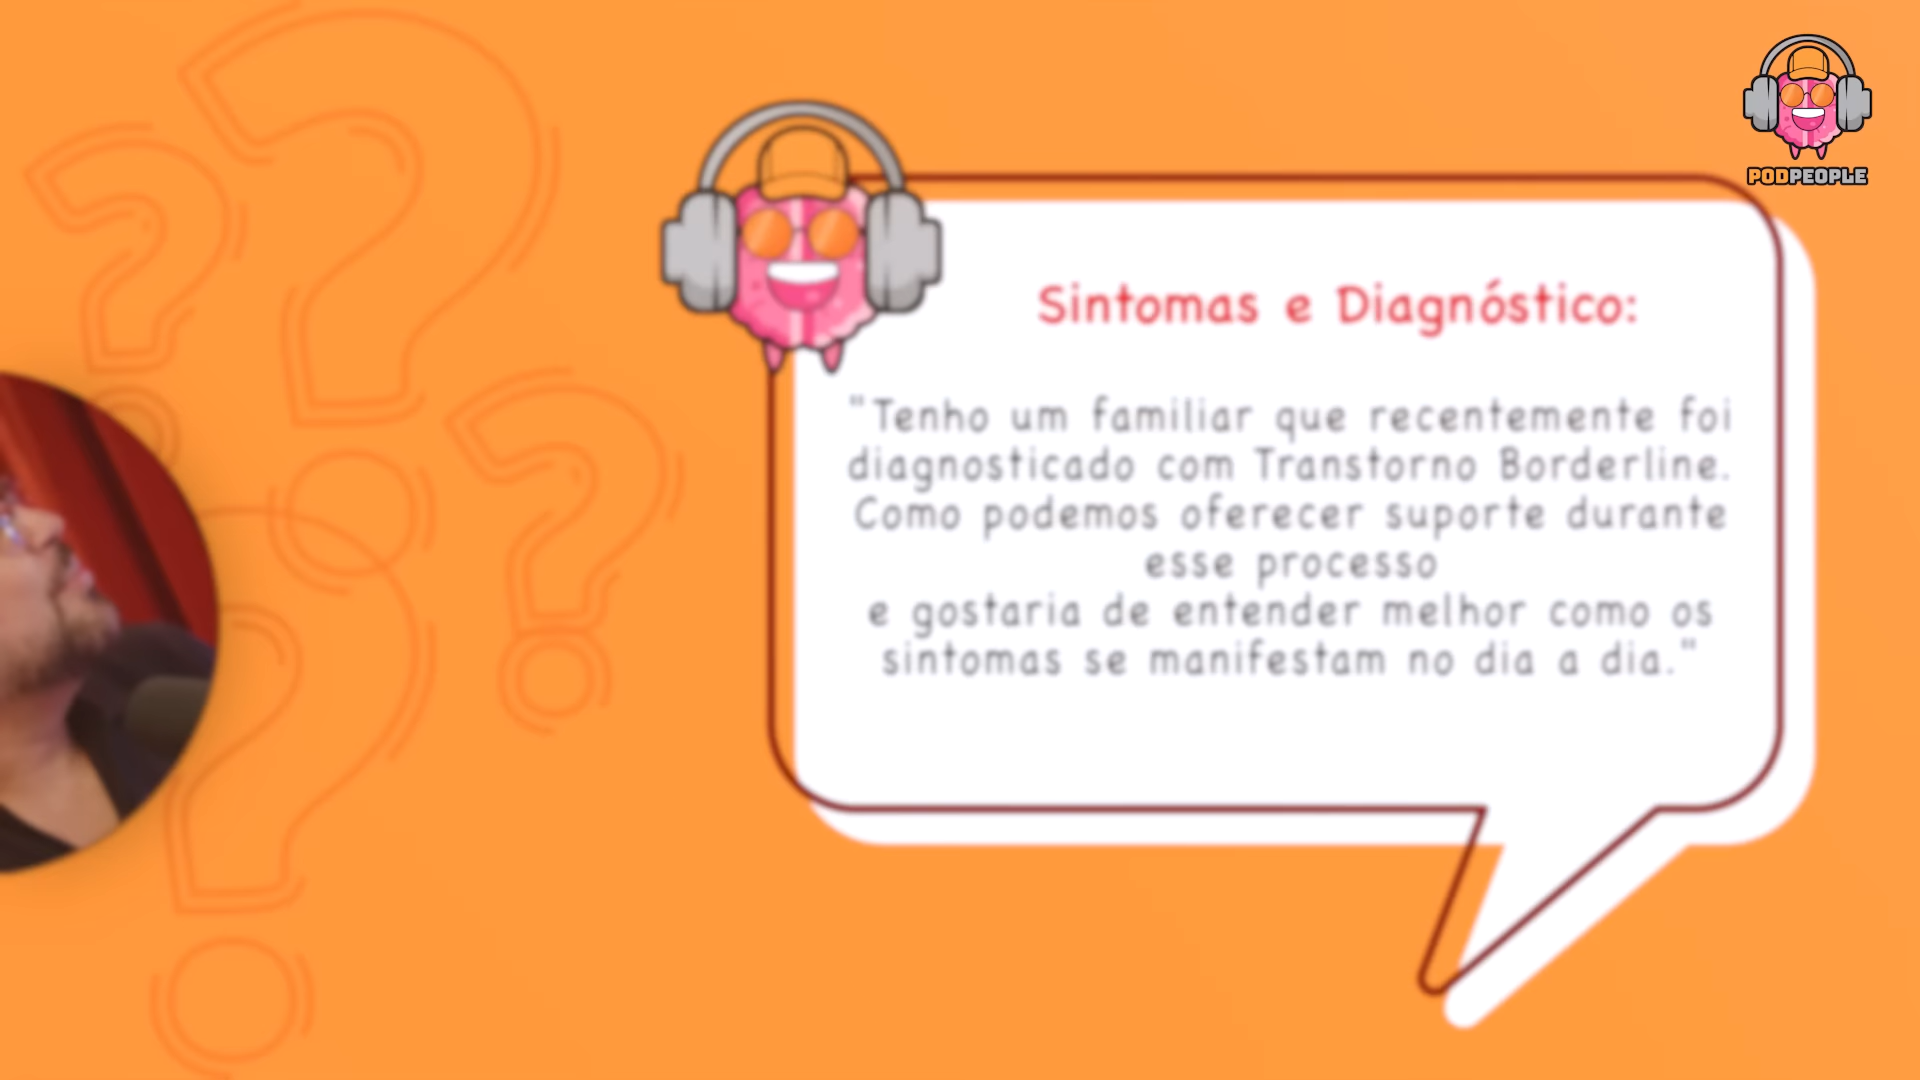 PODPEOPLE
Sintomas e Diagnóstico:
"Tenho um familiar que recentemente foi
diagnosticado com Transtorno Borderline.
Como podemos oferecer suporte durante
esse processo
e gostaria de entender melhor como os
sintomas se manifestam no dia a dia."